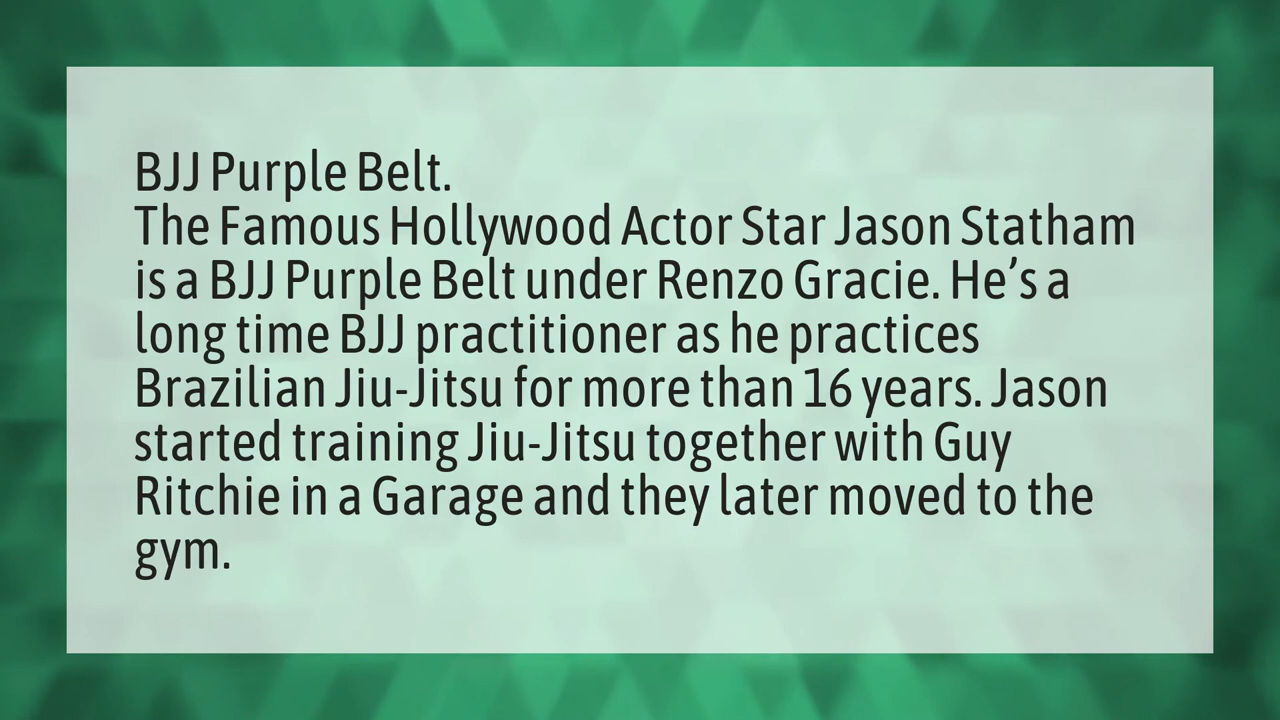 BJJ Purple Belt.
The Famous Hollywood Actor Star Jason Statham
is a BJJ Purple Belt under Renzo Gracie. He’s a
long time BJJ practitioner as he practices
Brazilian Jiu-Jitsu for more than 16 years. Jason
started training Jiu-Jitsu together with Guy
Ritchie in a Garage and they later moved to the
gym.